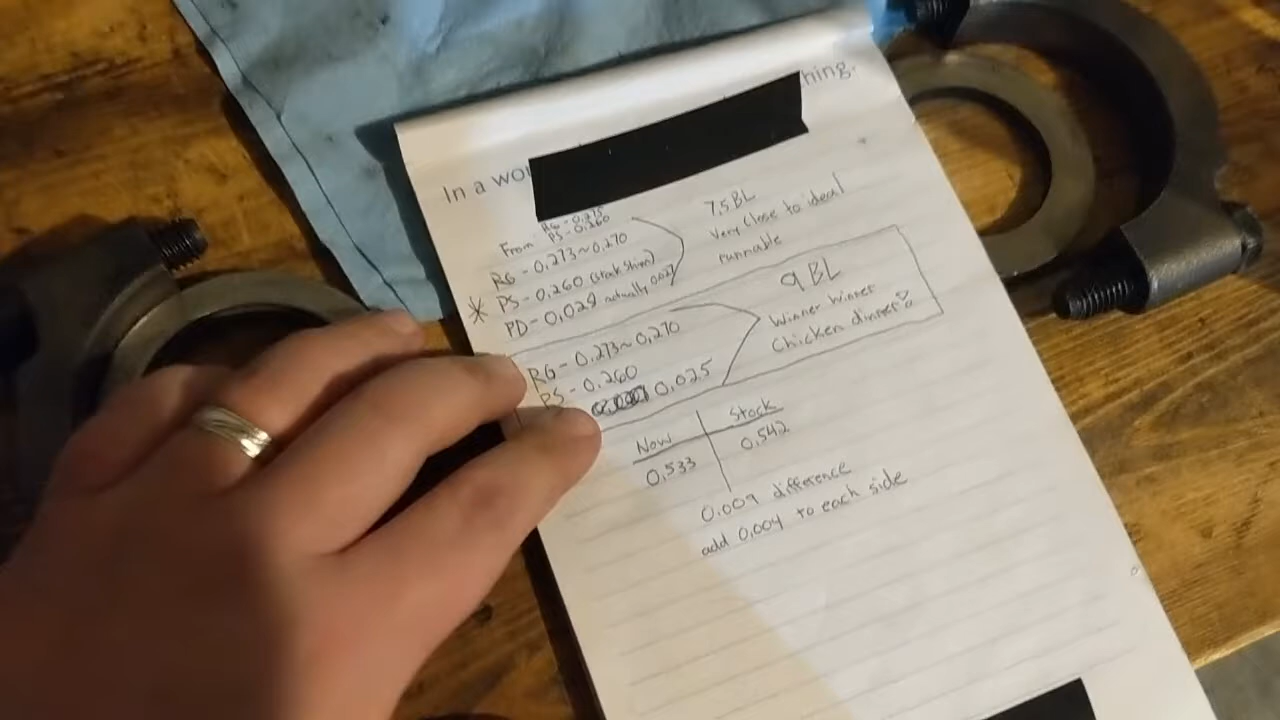 In a wo
hing.
RG - 0.275
From PS - 0.260
RG - 0.273~0.270
* PS - 0.260 (stock shim)
PD - 0.024 actually 0.027
7.5 BL
Very close to ideal
runnable
RG - 0.273~0.270
PS - 0.260
0.025
9 BL
Winner winner
Chicken dinner
Now
Stock
0.533
0.542
0.009 difference
add 0.004 to each side